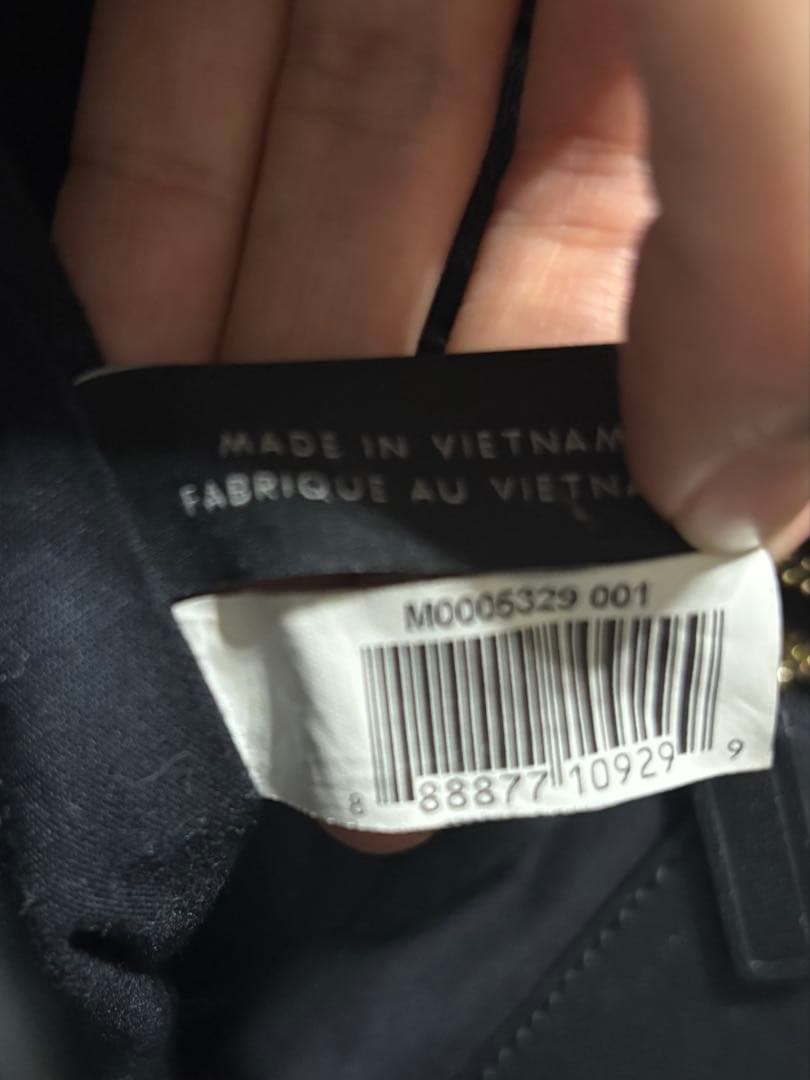 MADE IN VIETNAM
FABRIQUE AU VIETNA
M0005329 001
8 88877 10929 9